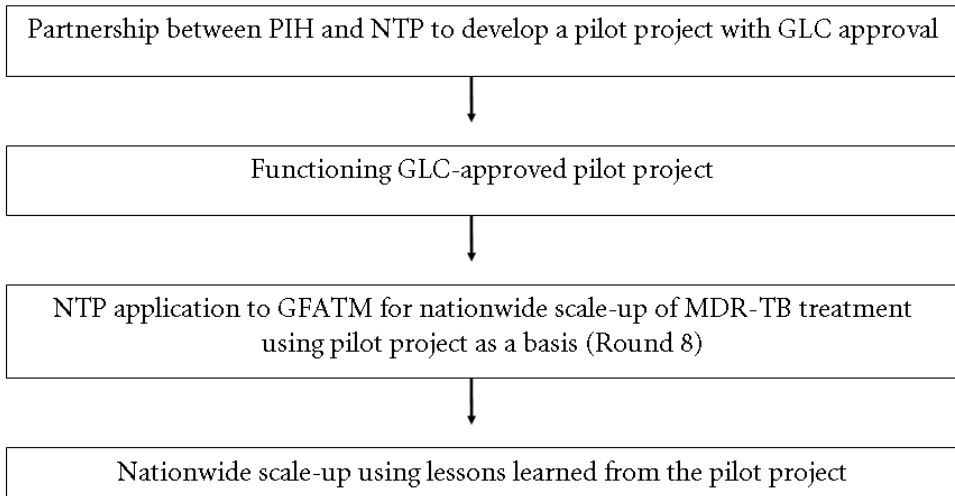 Partnership between PIH and NTP to develop a pilot project with GLC approval
Functioning GLC-approved pilot project
NTP application to GFATM for nationwide scale-up of MDR-TB treatment
using pilot project as a basis (Round 8)
Nationwide scale-up using lessons learned from the pilot project